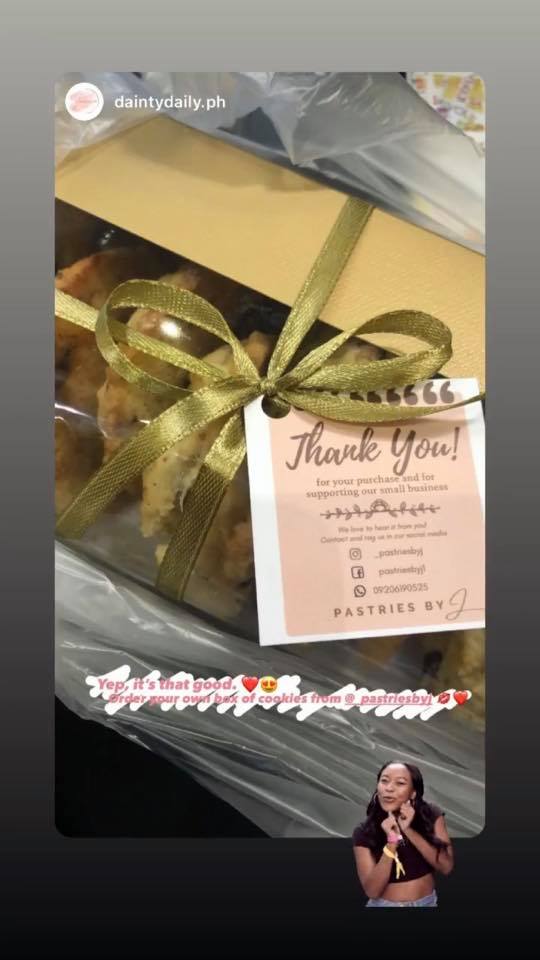 daintydaily.ph
Thank You!
for your purchase and for
supporting our small business
We love to hear it from you!
Contact and tag us in our social media
_pastriesbyj
pastriesbyj1
09206190525
PASTRIES BY J
Yep, it's that good. ❤️😍
Order your own box of cookies from @_pastriesbyj 💋❤️